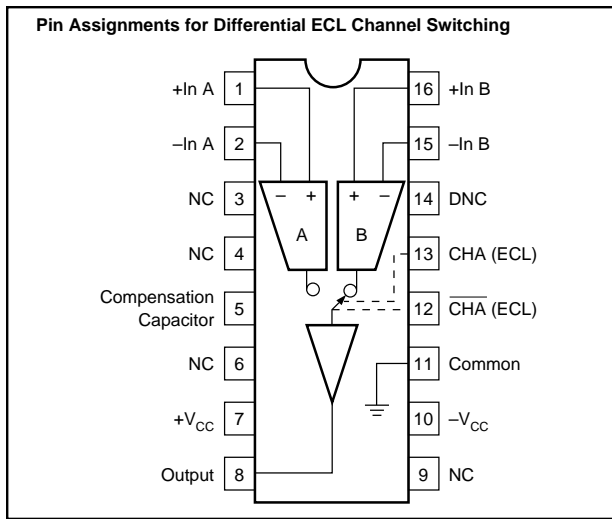 Pin Assignments for Differential ECL Channel Switching
+In A 1 16 +In B
–In A 2 15 –In B
NC 3 – + + – 14 DNC
A B
NC 4 13 CHA (ECL)
Compensation
Capacitor 5 12 C̅H̅A̅ (ECL)
NC 6 11 Common
+VCC 7 10 –VCC
Output 8 9 NC